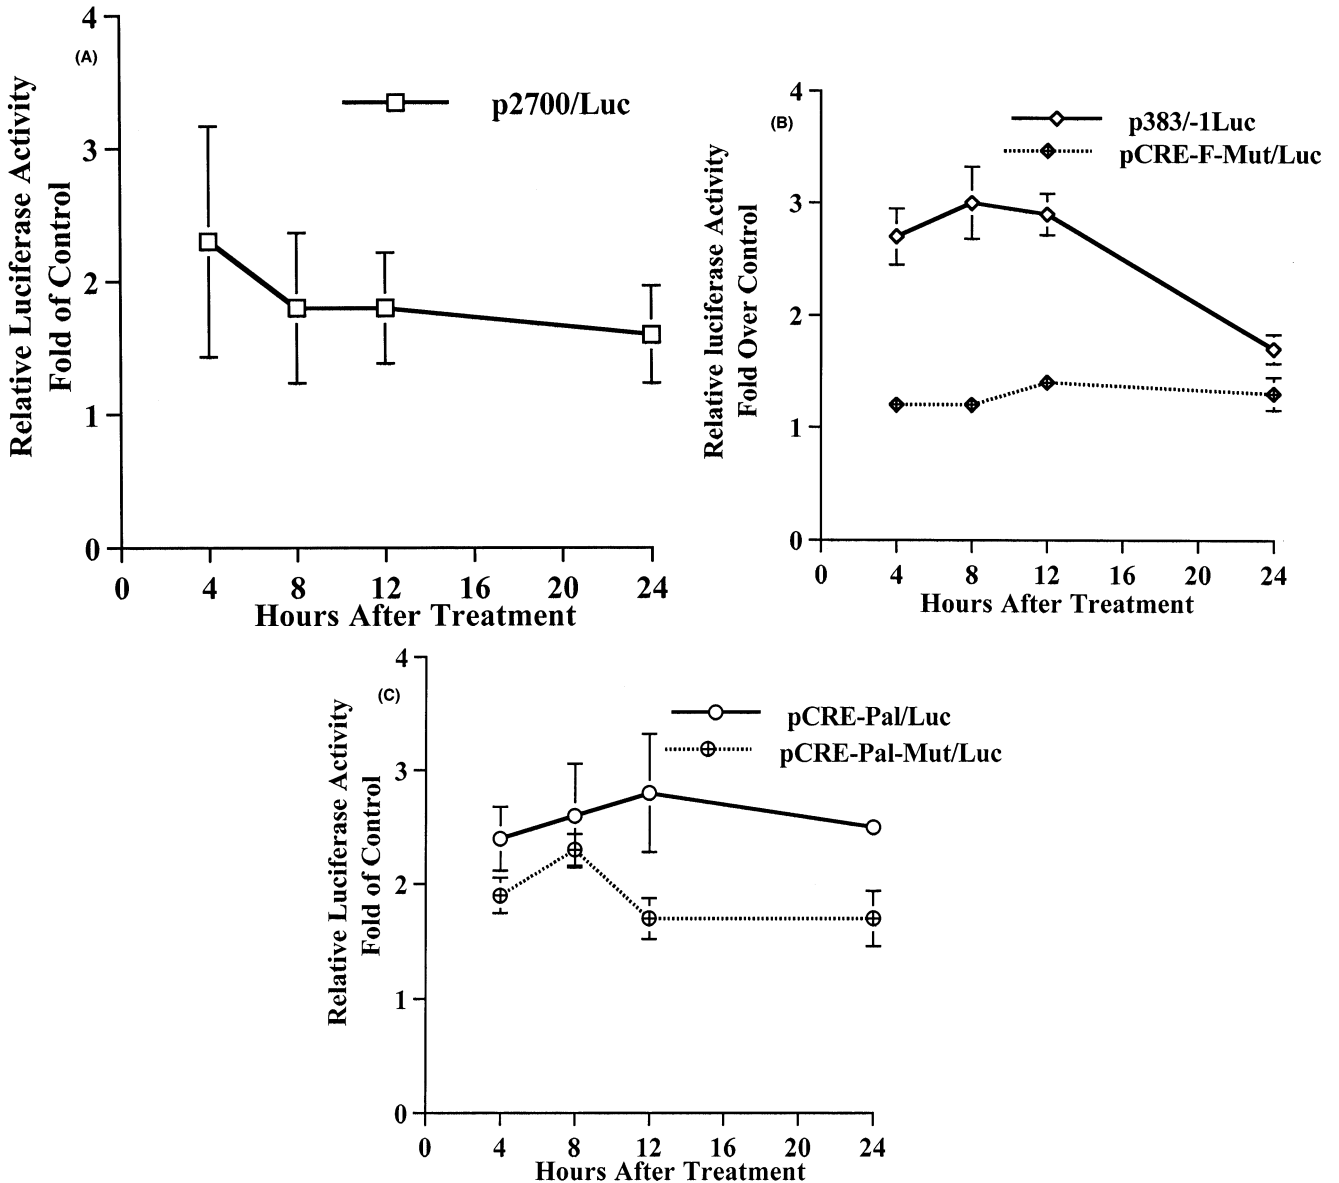 (A)
p2700/Luc
Relative Luciferase Activity
Fold of Control
4
3
2
1
0
0 4 8 12 16 20 24
Hours After Treatment
(B)
p383/-1Luc
pCRE-F-Mut/Luc
Relative luciferase Activity
Fold Over Control
4
3
2
1
0
0 4 8 12 16 20 24
Hours After Treatment
(C)
pCRE-Pal/Luc
pCRE-Pal-Mut/Luc
Relative Luciferase Activity
Fold of Control
4
3
2
1
0
0 4 8 12 16 20 24
Hours After Treatment